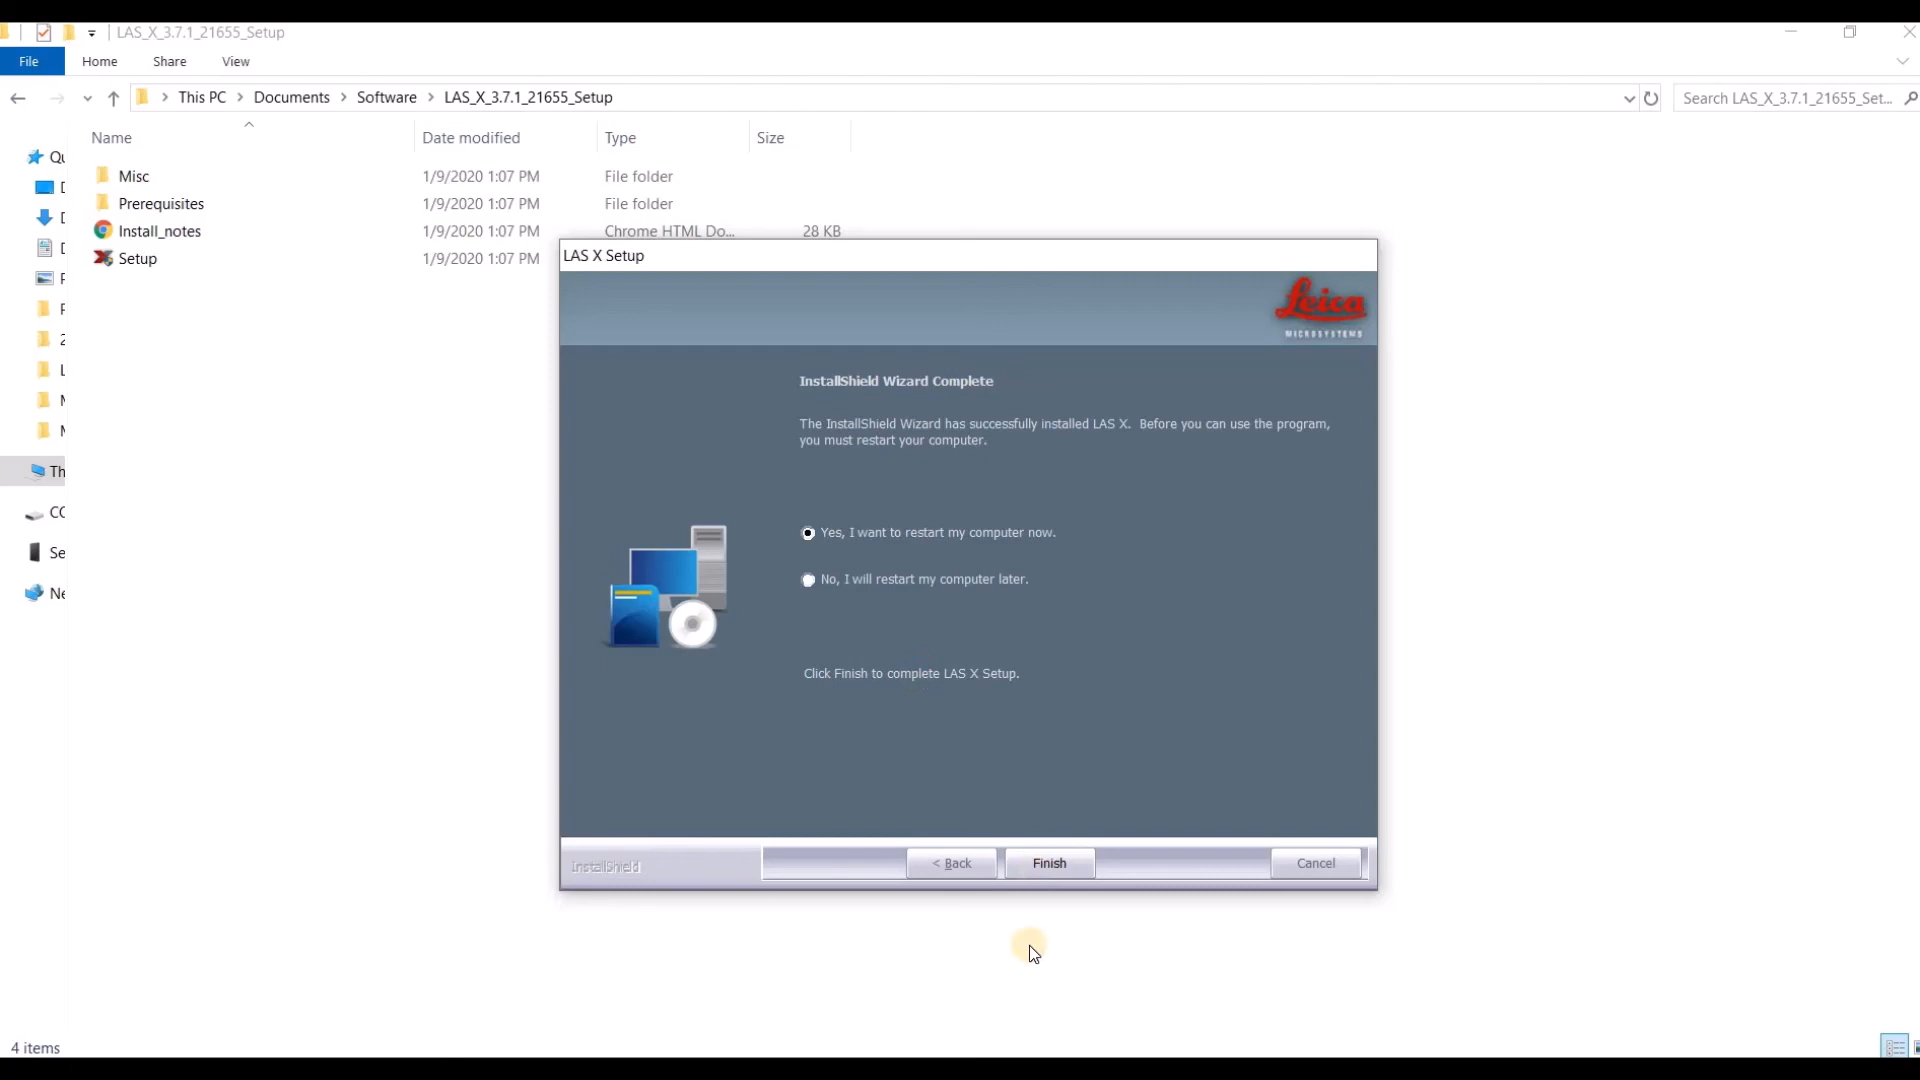 LAS_X_3.7.1_21655_Setup
File Home Share View
This PC Documents Software LAS_X_3.7.1_21655_Setup
Search LAS_X_3.7.1_21655_Set...
Name Date modified Type Size
Misc 1/9/2020 1:07 PM File folder
Prerequisites 1/9/2020 1:07 PM File folder
Install_notes 1/9/2020 1:07 PM Chrome HTML Do... 28 KB
Setup 1/9/2020 1:07 PM
LAS X Setup
Leica
MICROSYSTEMS
InstallShield Wizard Complete
The InstallShield Wizard has successfully installed LAS X. Before you can use the program,
you must restart your computer.
Yes, I want to restart my computer now.
No, I will restart my computer later.
Click Finish to complete LAS X Setup.
InstallShield
< Back Finish Cancel
4 items